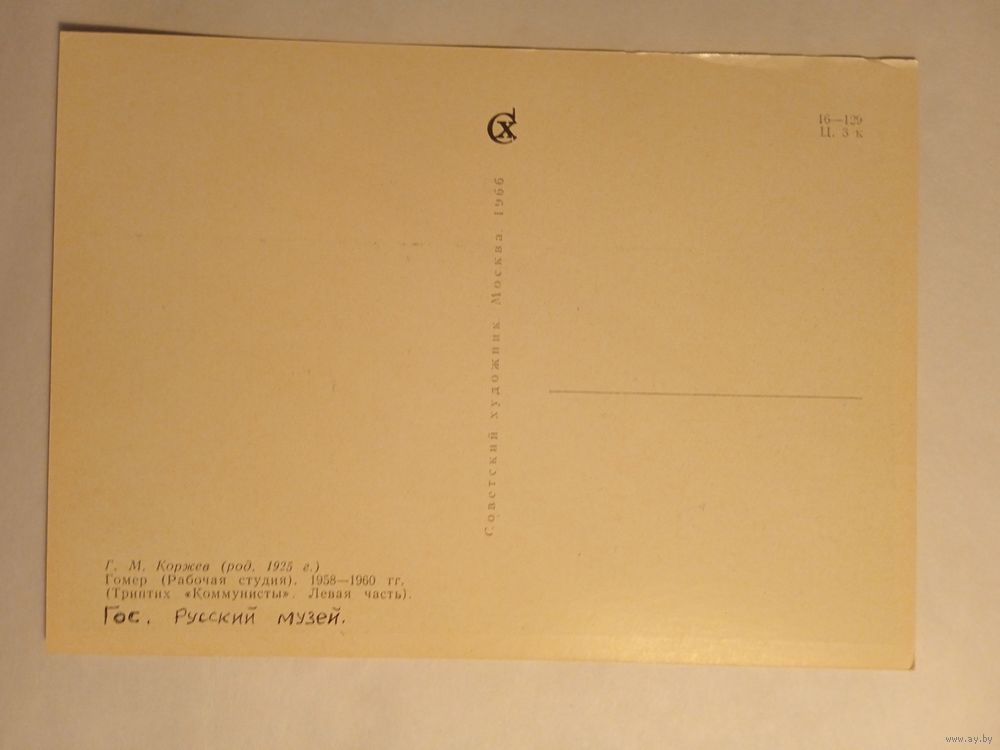 СХ
16—129
Ц. 3 к
Советский художник. Москва. 1966
Г. М. Коржев (род. 1925 г.)
Гомер (Рабочая студия). 1958—1960 гг.
(Триптих «Коммунисты». Левая часть).
Гос. Русский музей.
www.ay.by